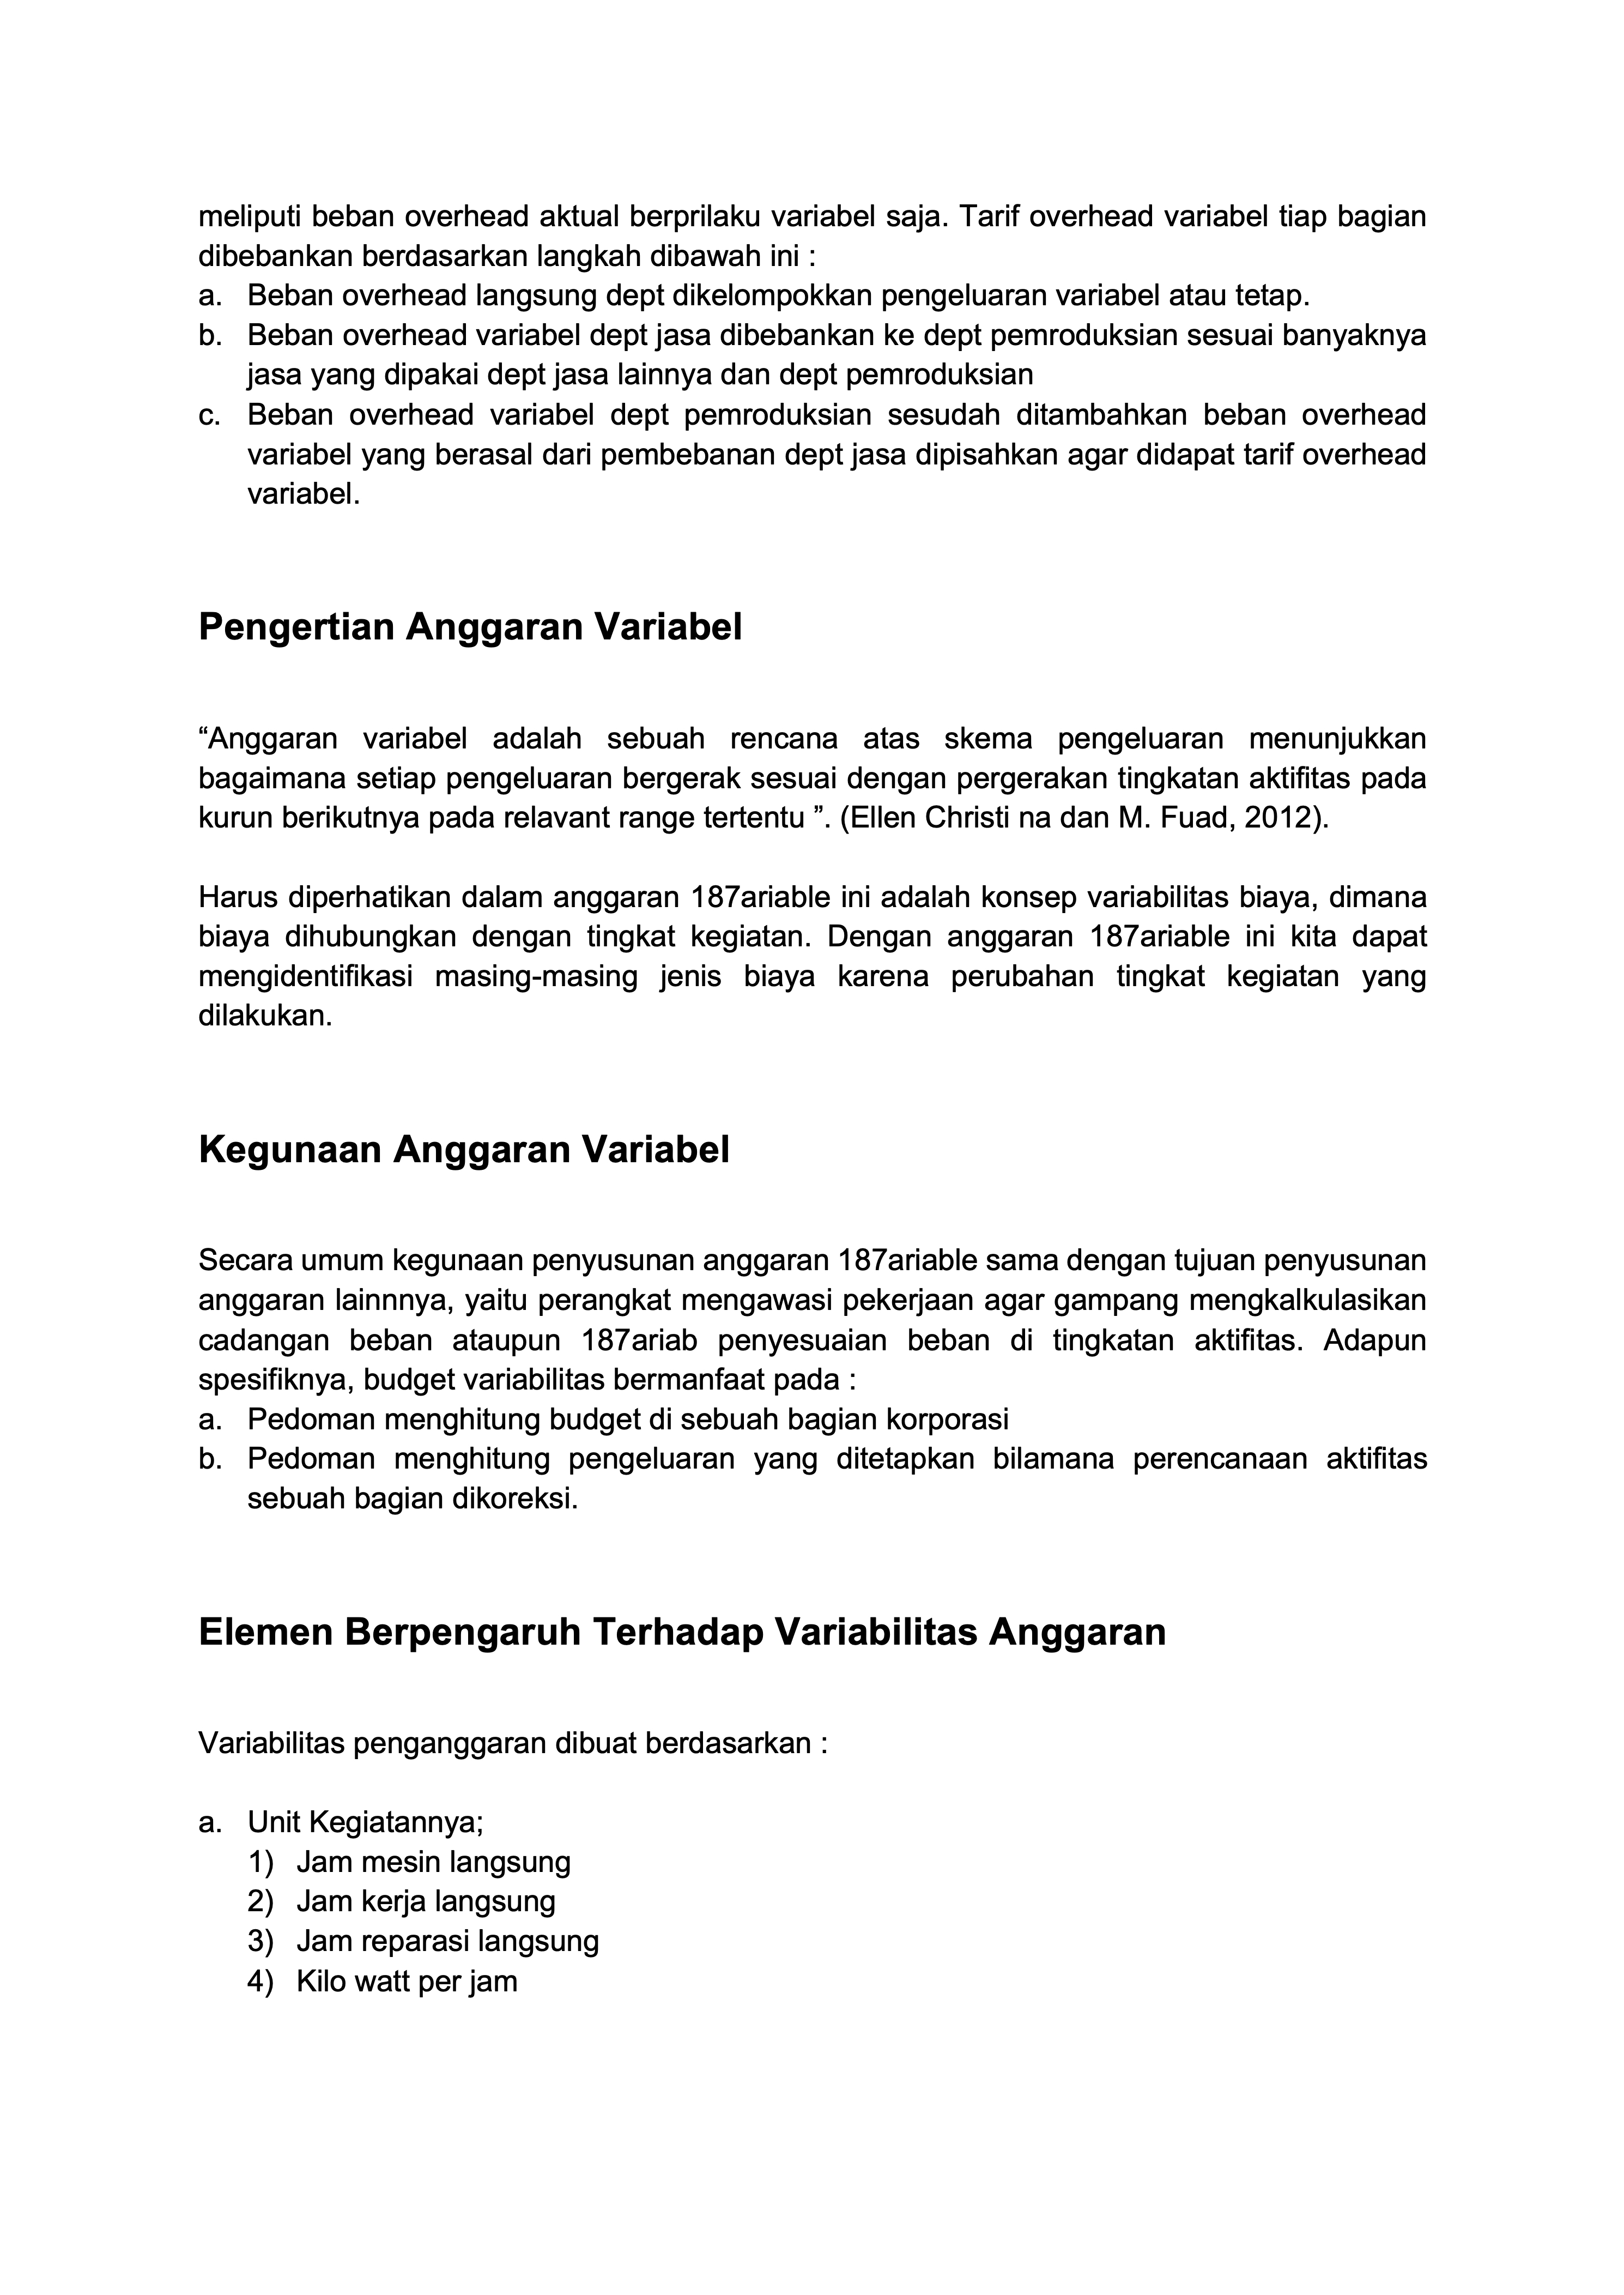 meliputi beban overhead aktual berprilaku variabel saja. Tarif overhead variabel tiap bagian
dibebankan berdasarkan langkah dibawah ini :
a. Beban overhead langsung dept dikelompokkan pengeluaran variabel atau tetap.
b. Beban overhead variabel dept jasa dibebankan ke dept pemroduksian sesuai banyaknya
jasa yang dipakai dept jasa lainnya dan dept pemroduksian
c. Beban overhead variabel dept pemroduksian sesudah ditambahkan beban overhead
variabel yang berasal dari pembebanan dept jasa dipisahkan agar didapat tarif overhead
variabel.
Pengertian Anggaran Variabel
“Anggaran variabel adalah sebuah rencana atas skema pengeluaran menunjukkan
bagaimana setiap pengeluaran bergerak sesuai dengan pergerakan tingkatan aktifitas pada
kurun berikutnya pada relavant range tertentu ”. (Ellen Christi na dan M. Fuad, 2012).
Harus diperhatikan dalam anggaran 187ariable ini adalah konsep variabilitas biaya, dimana
biaya dihubungkan dengan tingkat kegiatan. Dengan anggaran 187ariable ini kita dapat
mengidentifikasi masing-masing jenis biaya karena perubahan tingkat kegiatan yang
dilakukan.
Kegunaan Anggaran Variabel
Secara umum kegunaan penyusunan anggaran 187ariable sama dengan tujuan penyusunan
anggaran lainnnya, yaitu perangkat mengawasi pekerjaan agar gampang mengkalkulasikan
cadangan beban ataupun 187ariab penyesuaian beban di tingkatan aktifitas. Adapun
spesifiknya, budget variabilitas bermanfaat pada :
a. Pedoman menghitung budget di sebuah bagian korporasi
b. Pedoman menghitung pengeluaran yang ditetapkan bilamana perencanaan aktifitas
sebuah bagian dikoreksi.
Elemen Berpengaruh Terhadap Variabilitas Anggaran
Variabilitas penganggaran dibuat berdasarkan :
a. Unit Kegiatannya;
1) Jam mesin langsung
2) Jam kerja langsung
3) Jam reparasi langsung
4) Kilo watt per jam